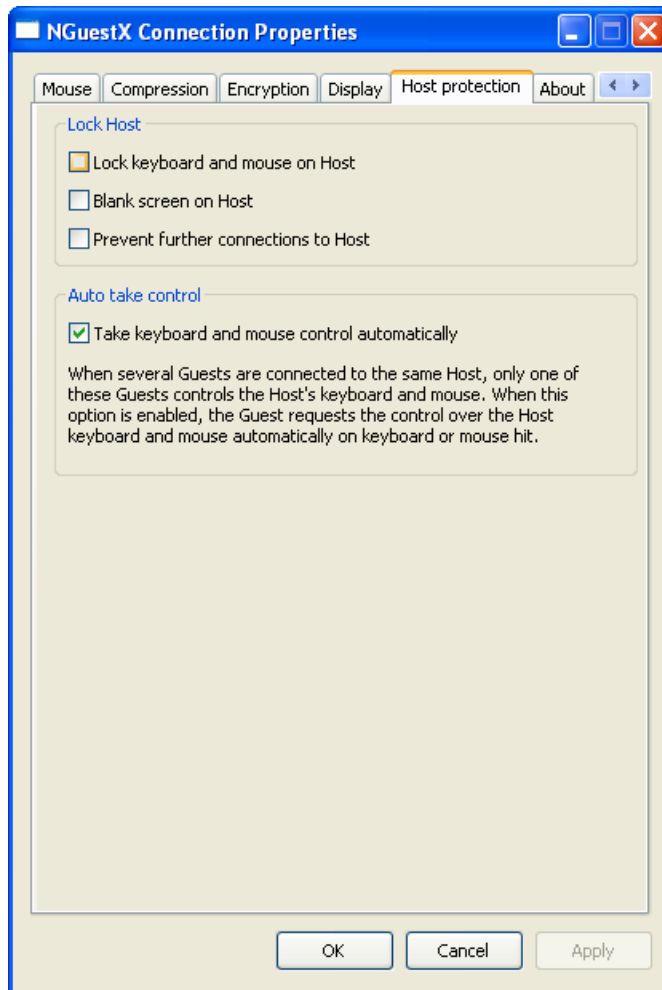 NGuestX Connection Properties
Mouse Compression Encryption Display Host protection About
Lock Host
Lock keyboard and mouse on Host
Blank screen on Host
Prevent further connections to Host
Auto take control
Take keyboard and mouse control automatically
When several Guests are connected to the same Host, only one of
these Guests controls the Host's keyboard and mouse. When this
option is enabled, the Guest requests the control over the Host
keyboard and mouse automatically on keyboard or mouse hit.
OK Cancel Apply